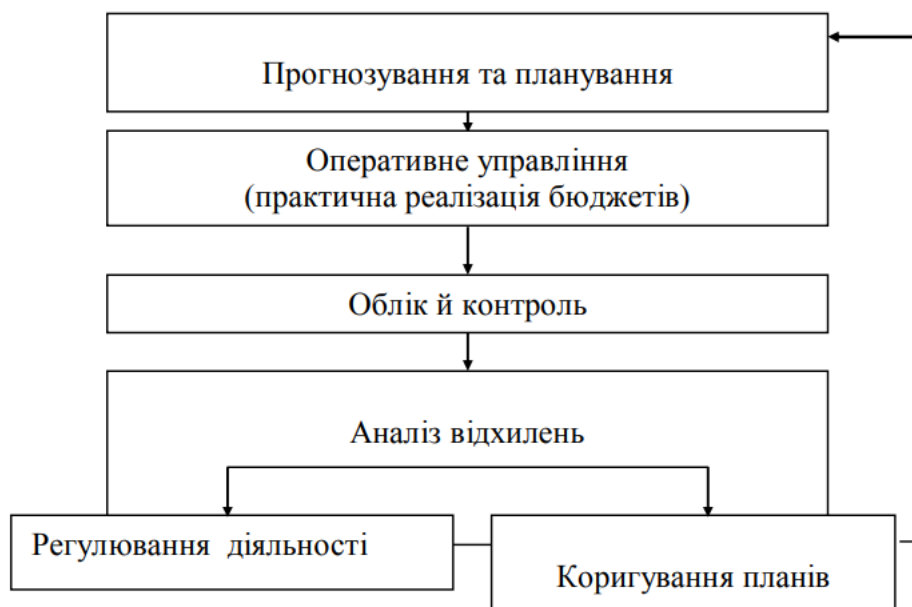 Прогнозування та планування
Оперативне управління
(практична реалізація бюджетів)
Облік й контроль
Аналіз відхилень
Регулювання діяльності
Коригування планів